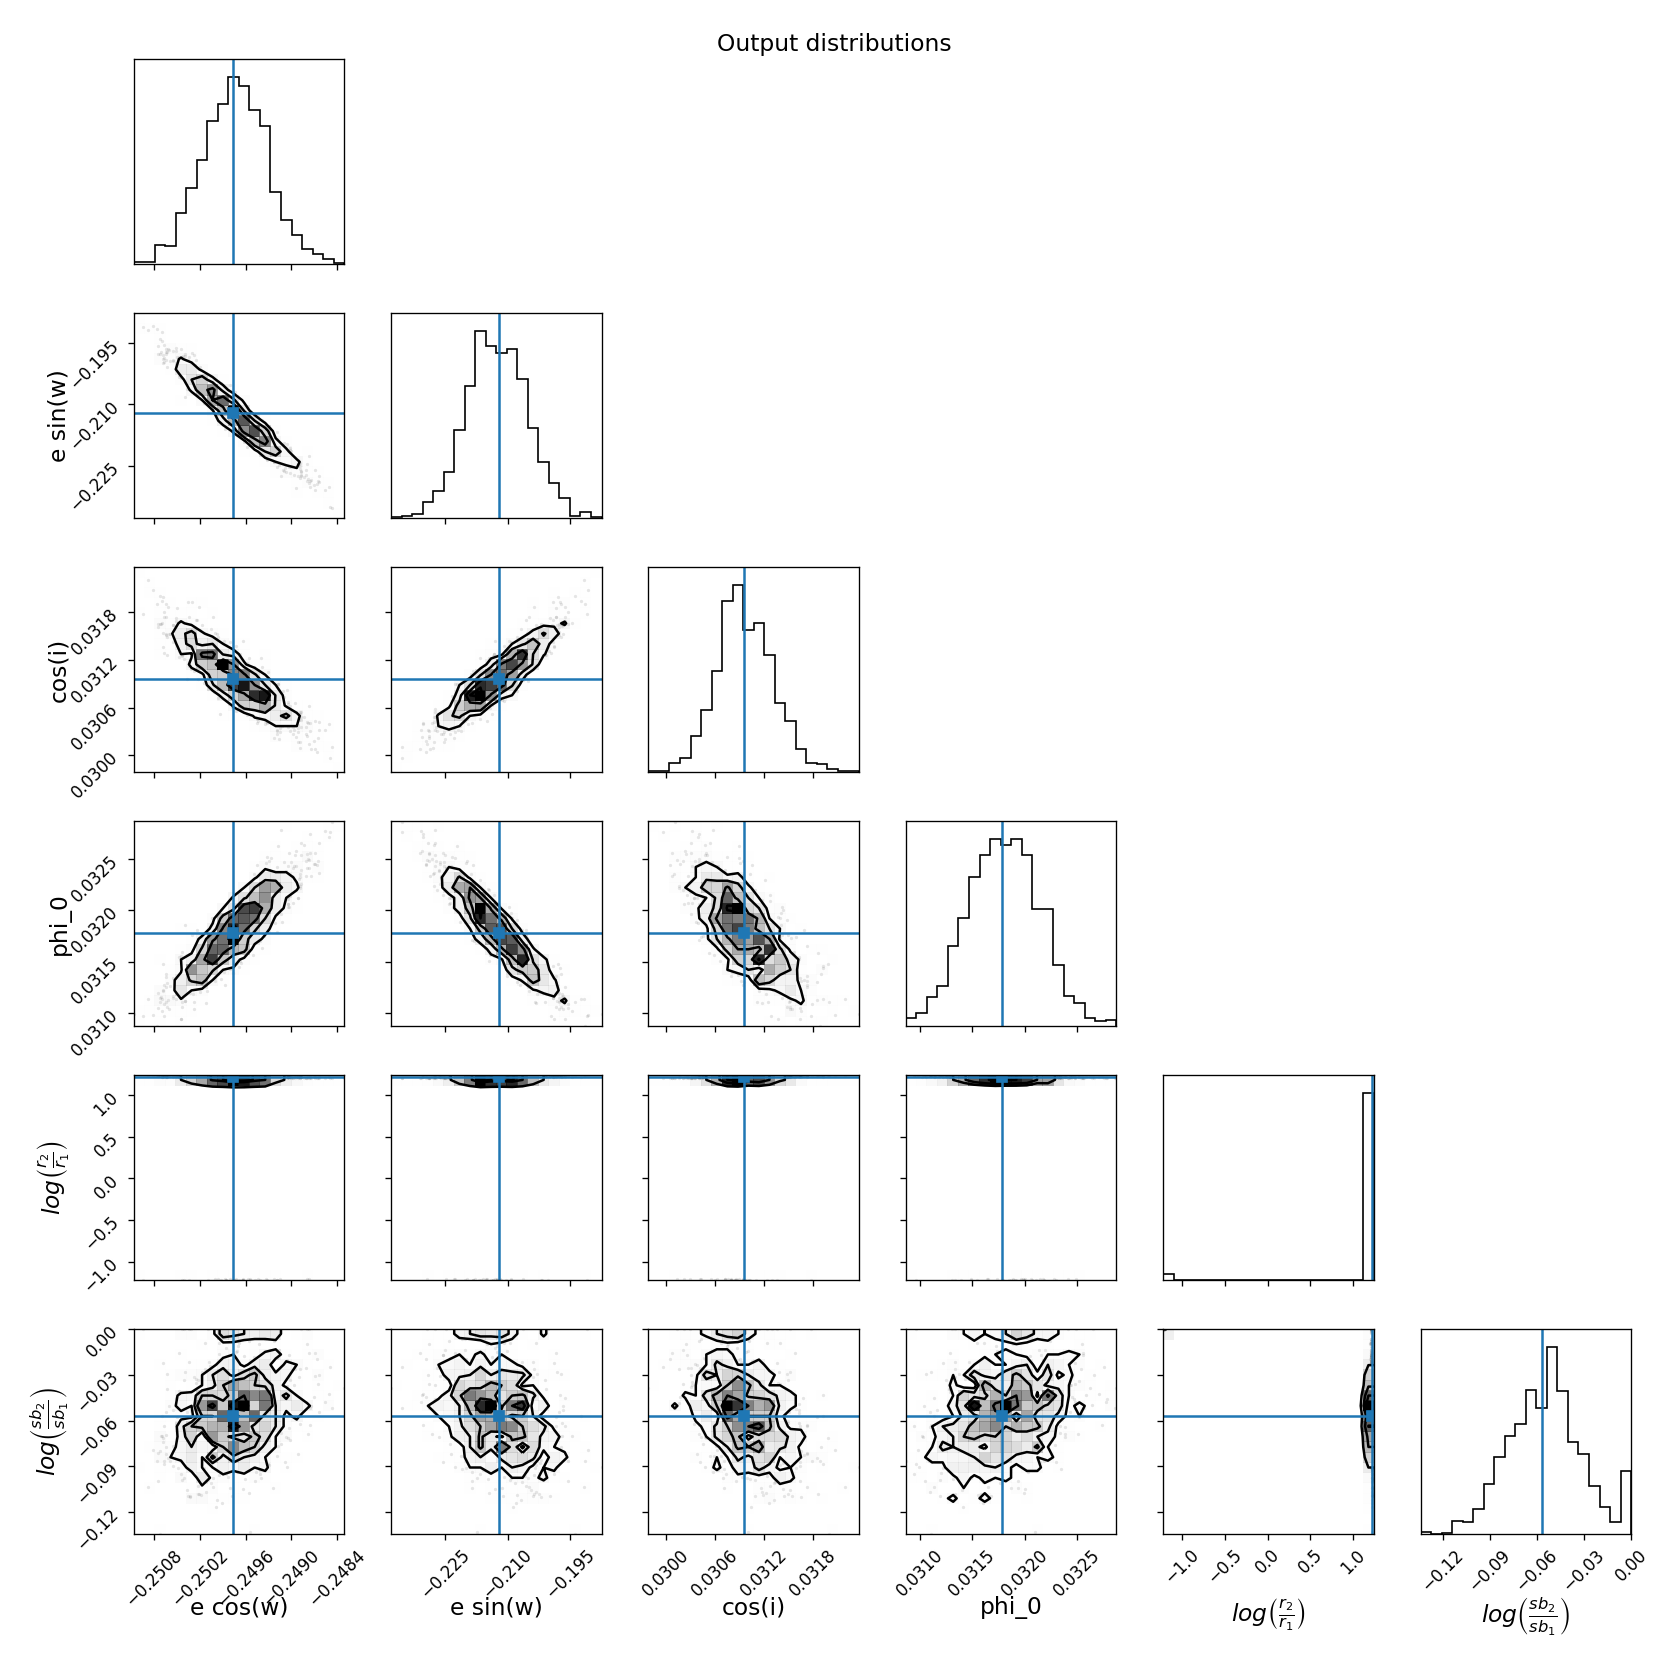 Output distributions
e sin(w)
−0.195
−0.210
−0.225
cos(i)
0.0318
0.0312
0.0306
0.0300
phi_0
0.0325
0.0320
0.0315
0.0310
log(r2/r1)
1.0
0.5
0.0
−0.5
−1.0
log(sb2/sb1)
0.00
−0.03
−0.06
−0.09
−0.12
−0.2508 −0.2502 −0.2496 −0.2490 −0.2484
e cos(w)
−0.225 −0.210 −0.195
e sin(w)
0.0300 0.0306 0.0312 0.0318
cos(i)
0.0310 0.0315 0.0320 0.0325
phi_0
−1.0 −0.5 0.0 0.5 1.0
log(r2/r1)
−0.12 −0.09 −0.06 −0.03 0.00
log(sb2/sb1)